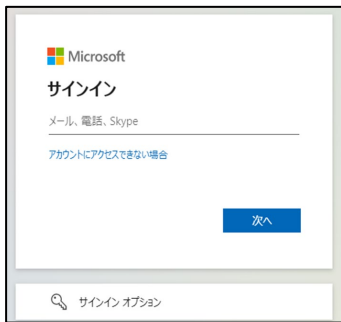 Microsoft
サインイン
メール、電話、Skype
アカウントにアクセスできない場合
次へ
サインイン オプション